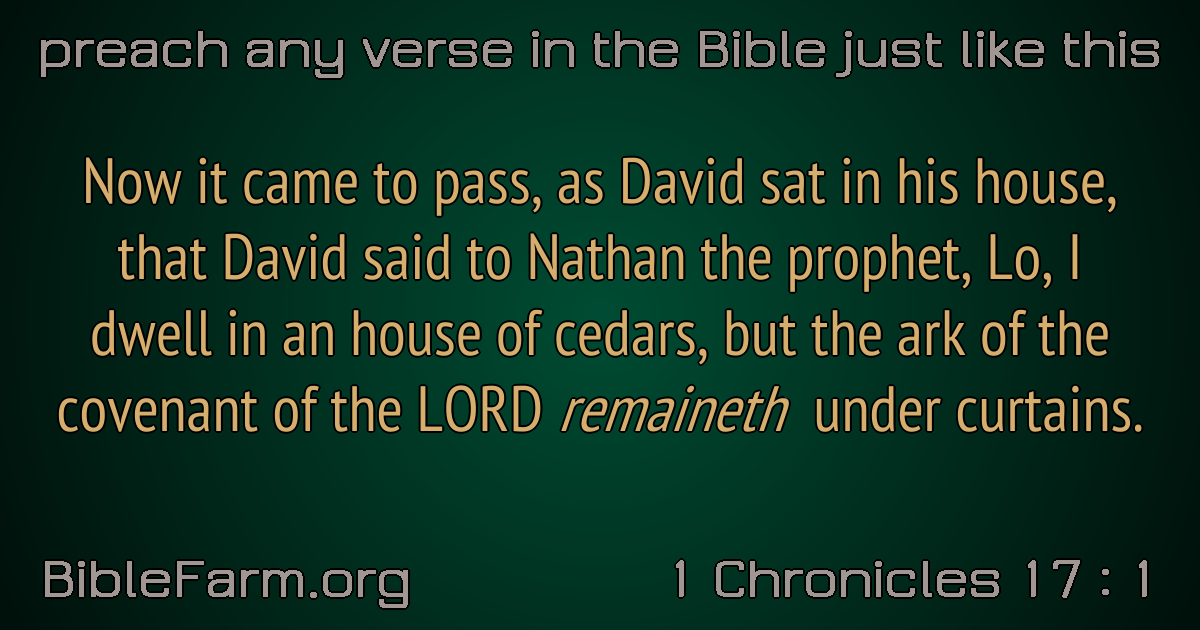 preach any verse in the Bible just like this
Now it came to pass, as David sat in his house,
that David said to Nathan the prophet, Lo, I
dwell in an house of cedars, but the ark of the
covenant of the LORD remaineth under curtains.
BibleFarm.org
1 Chronicles 17 : 1